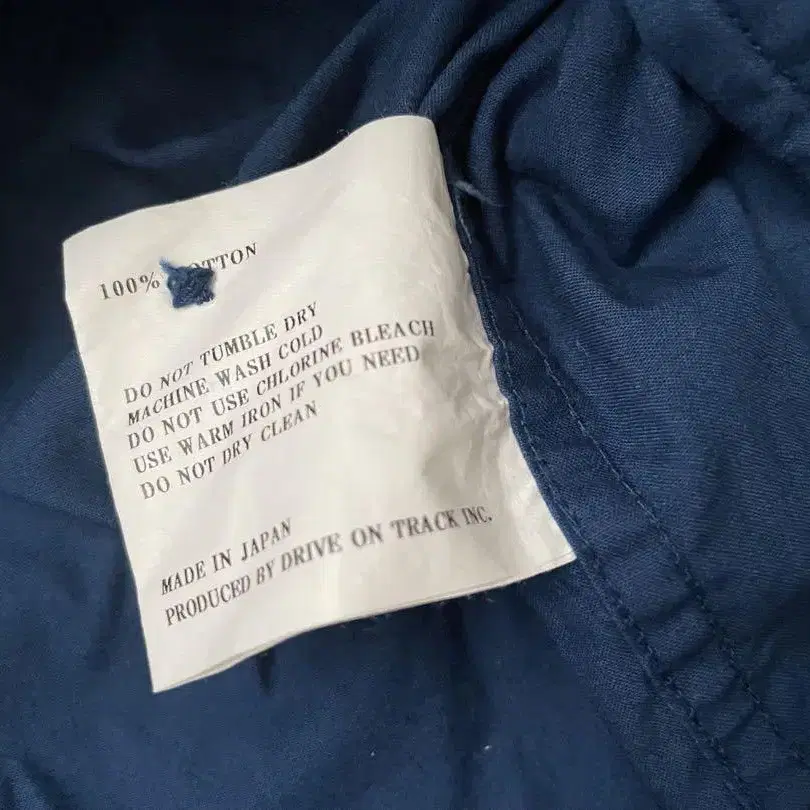 100% COTTON
DO NOT TUMBLE DRY
MACHINE WASH COLD
DO NOT USE CHLORINE BLEACH
USE WARM IRON IF YOU NEED
DO NOT DRY CLEAN
MADE IN JAPAN
PRODUCED BY DRIVE ON TRACK INC.